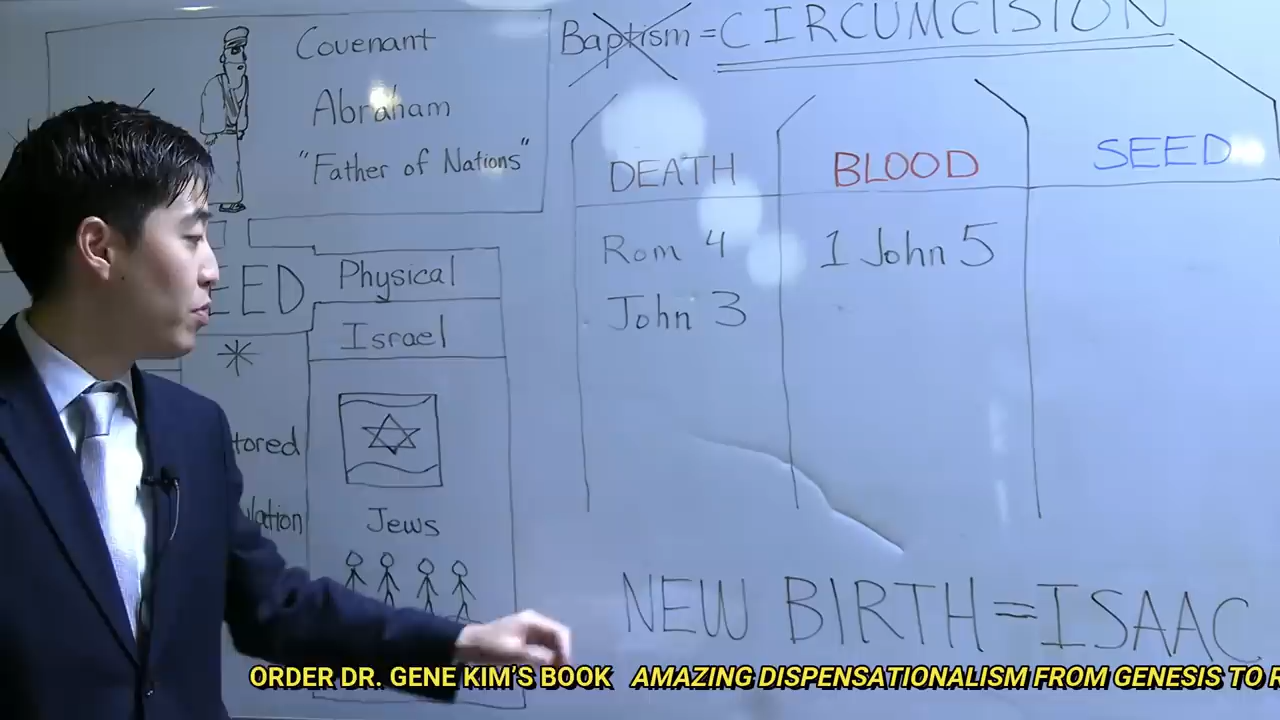 Covenant
Abraham
"Father of Nations"
Baptism = CIRCUMCISION
DEATH
BLOOD
SEED
Rom 4
John 3
1 John 5
Physical
Israel
Jews
NEW BIRTH = ISAAC
ORDER DR. GENE KIM'S BOOK AMAZING DISPENSATIONALISM FROM GENESIS TO